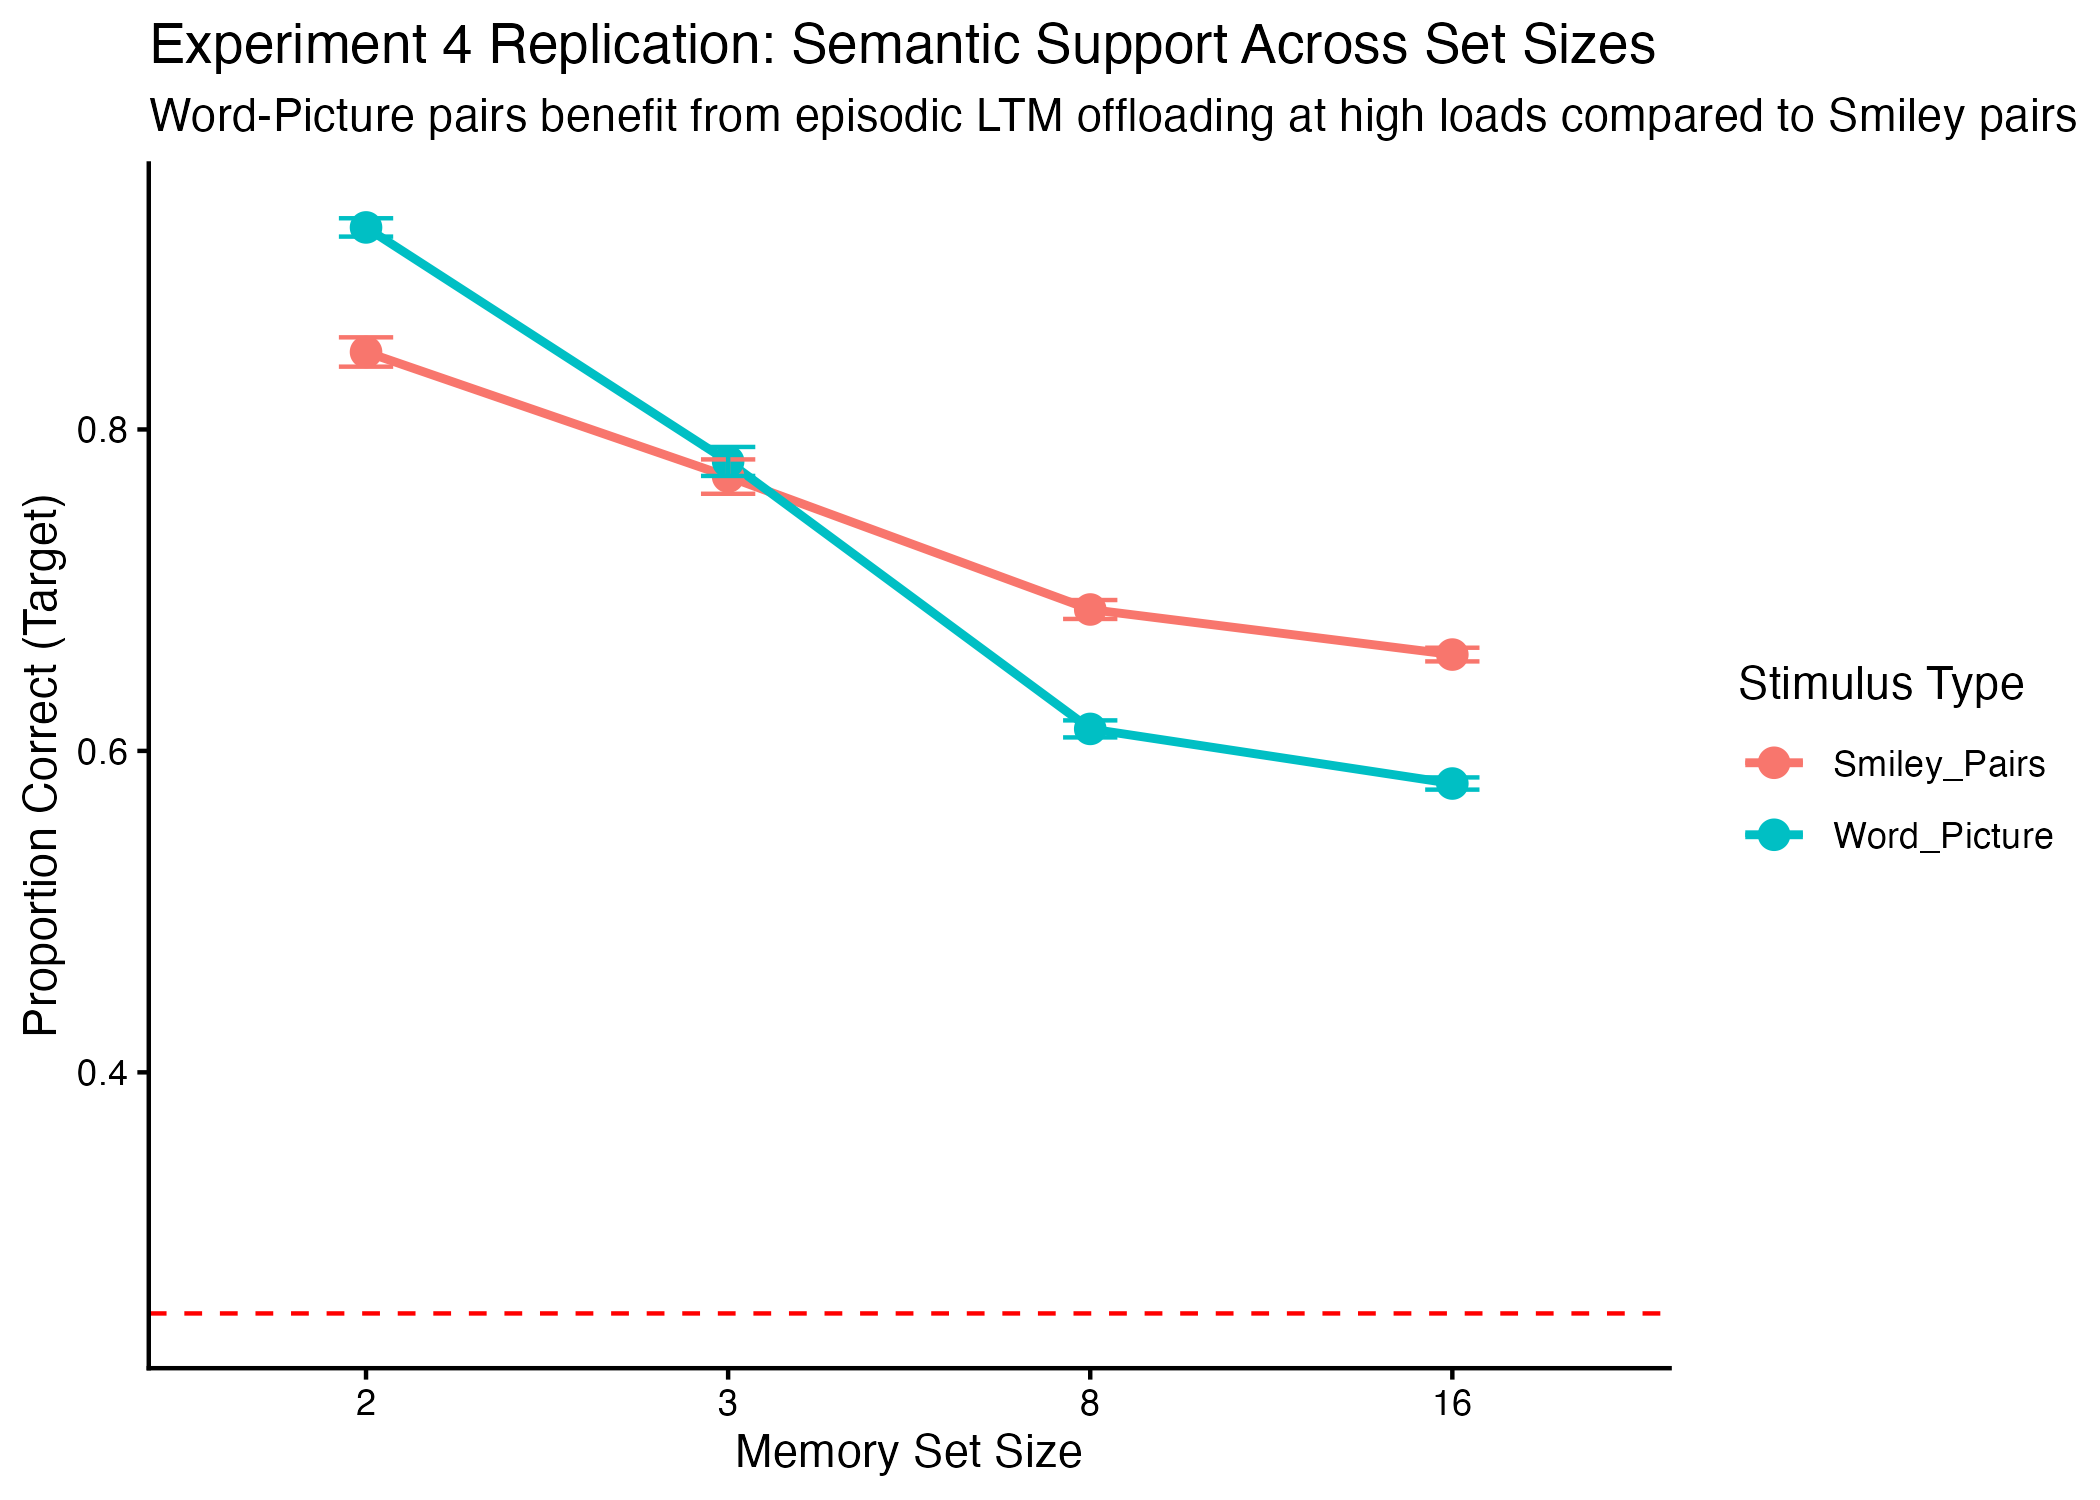 Experiment 4 Replication: Semantic Support Across Set Sizes
Word-Picture pairs benefit from episodic LTM offloading at high loads compared to Smiley pairs
Proportion Correct (Target)
0.8
0.6
0.4
2 3 8 16
Memory Set Size
Stimulus Type
Smiley_Pairs
Word_Picture